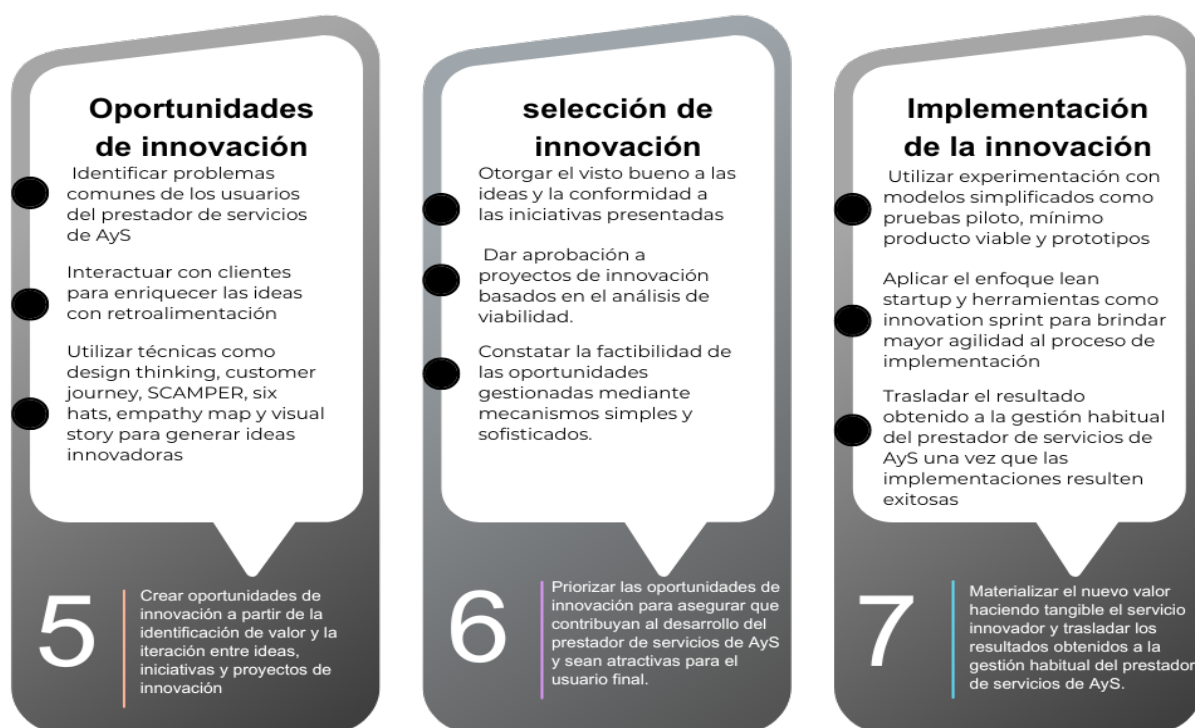 Oportunidades
de innovación
Identificar problemas
comunes de los usuarios
del prestador de servicios
de AyS
Interactuar con clientes
para enriquecer las ideas
con retroalimentación
Utilizar técnicas como
design thinking, customer
journey, SCAMPER, six
hats, empathy map y visual
story para generar ideas
innovadoras
5
Crear oportunidades de
innovación a partir de la
identificación de valor y la
iteración entre ideas,
iniciativas y proyectos de
innovación
selección de
innovación
Otorgar el visto bueno a las
ideas y la conformidad a
las iniciativas presentadas
Dar aprobación a
proyectos de innovación
basados en el análisis de
viabilidad.
Constatar la factibilidad de
las oportunidades
gestionadas mediante
mecanismos simples y
sofisticados.
6
Priorizar las oportunidades de
innovación para asegurar que
contribuyan al desarrollo del
prestador de servicios de AyS
y sean atractivas para el
usuario final.
Implementación
de la innovación
Utilizar experimentación con
modelos simplificados como
pruebas piloto, mínimo
producto viable y prototipos
Aplicar el enfoque lean
startup y herramientas como
innovation sprint para brindar
mayor agilidad al proceso de
implementación
Trasladar el resultado
obtenido a la gestión habitual
del prestador de servicios de
AyS una vez que las
implementaciones resulten
exitosas
7
Materializar el nuevo valor
haciendo tangible el servicio
innovador y trasladar los
resultados obtenidos a la
gestión habitual del prestador
de servicios de AyS.